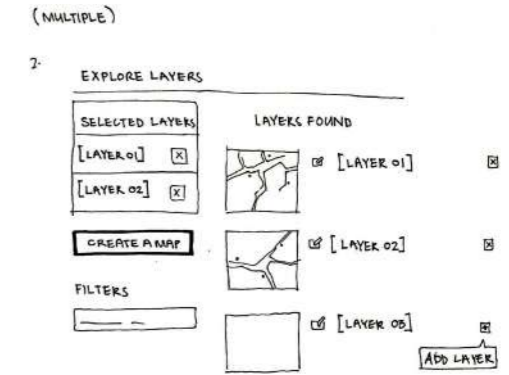 (MULTIPLE)
2.
EXPLORE LAYERS
SELECTED LAYERS
[LAYER 01] X
[LAYER 02] X
CREATE A MAP
FILTERS
LAYERS FOUND
[LAYER 01] X
[LAYER 02] X
[LAYER 03] +
ADD LAYER